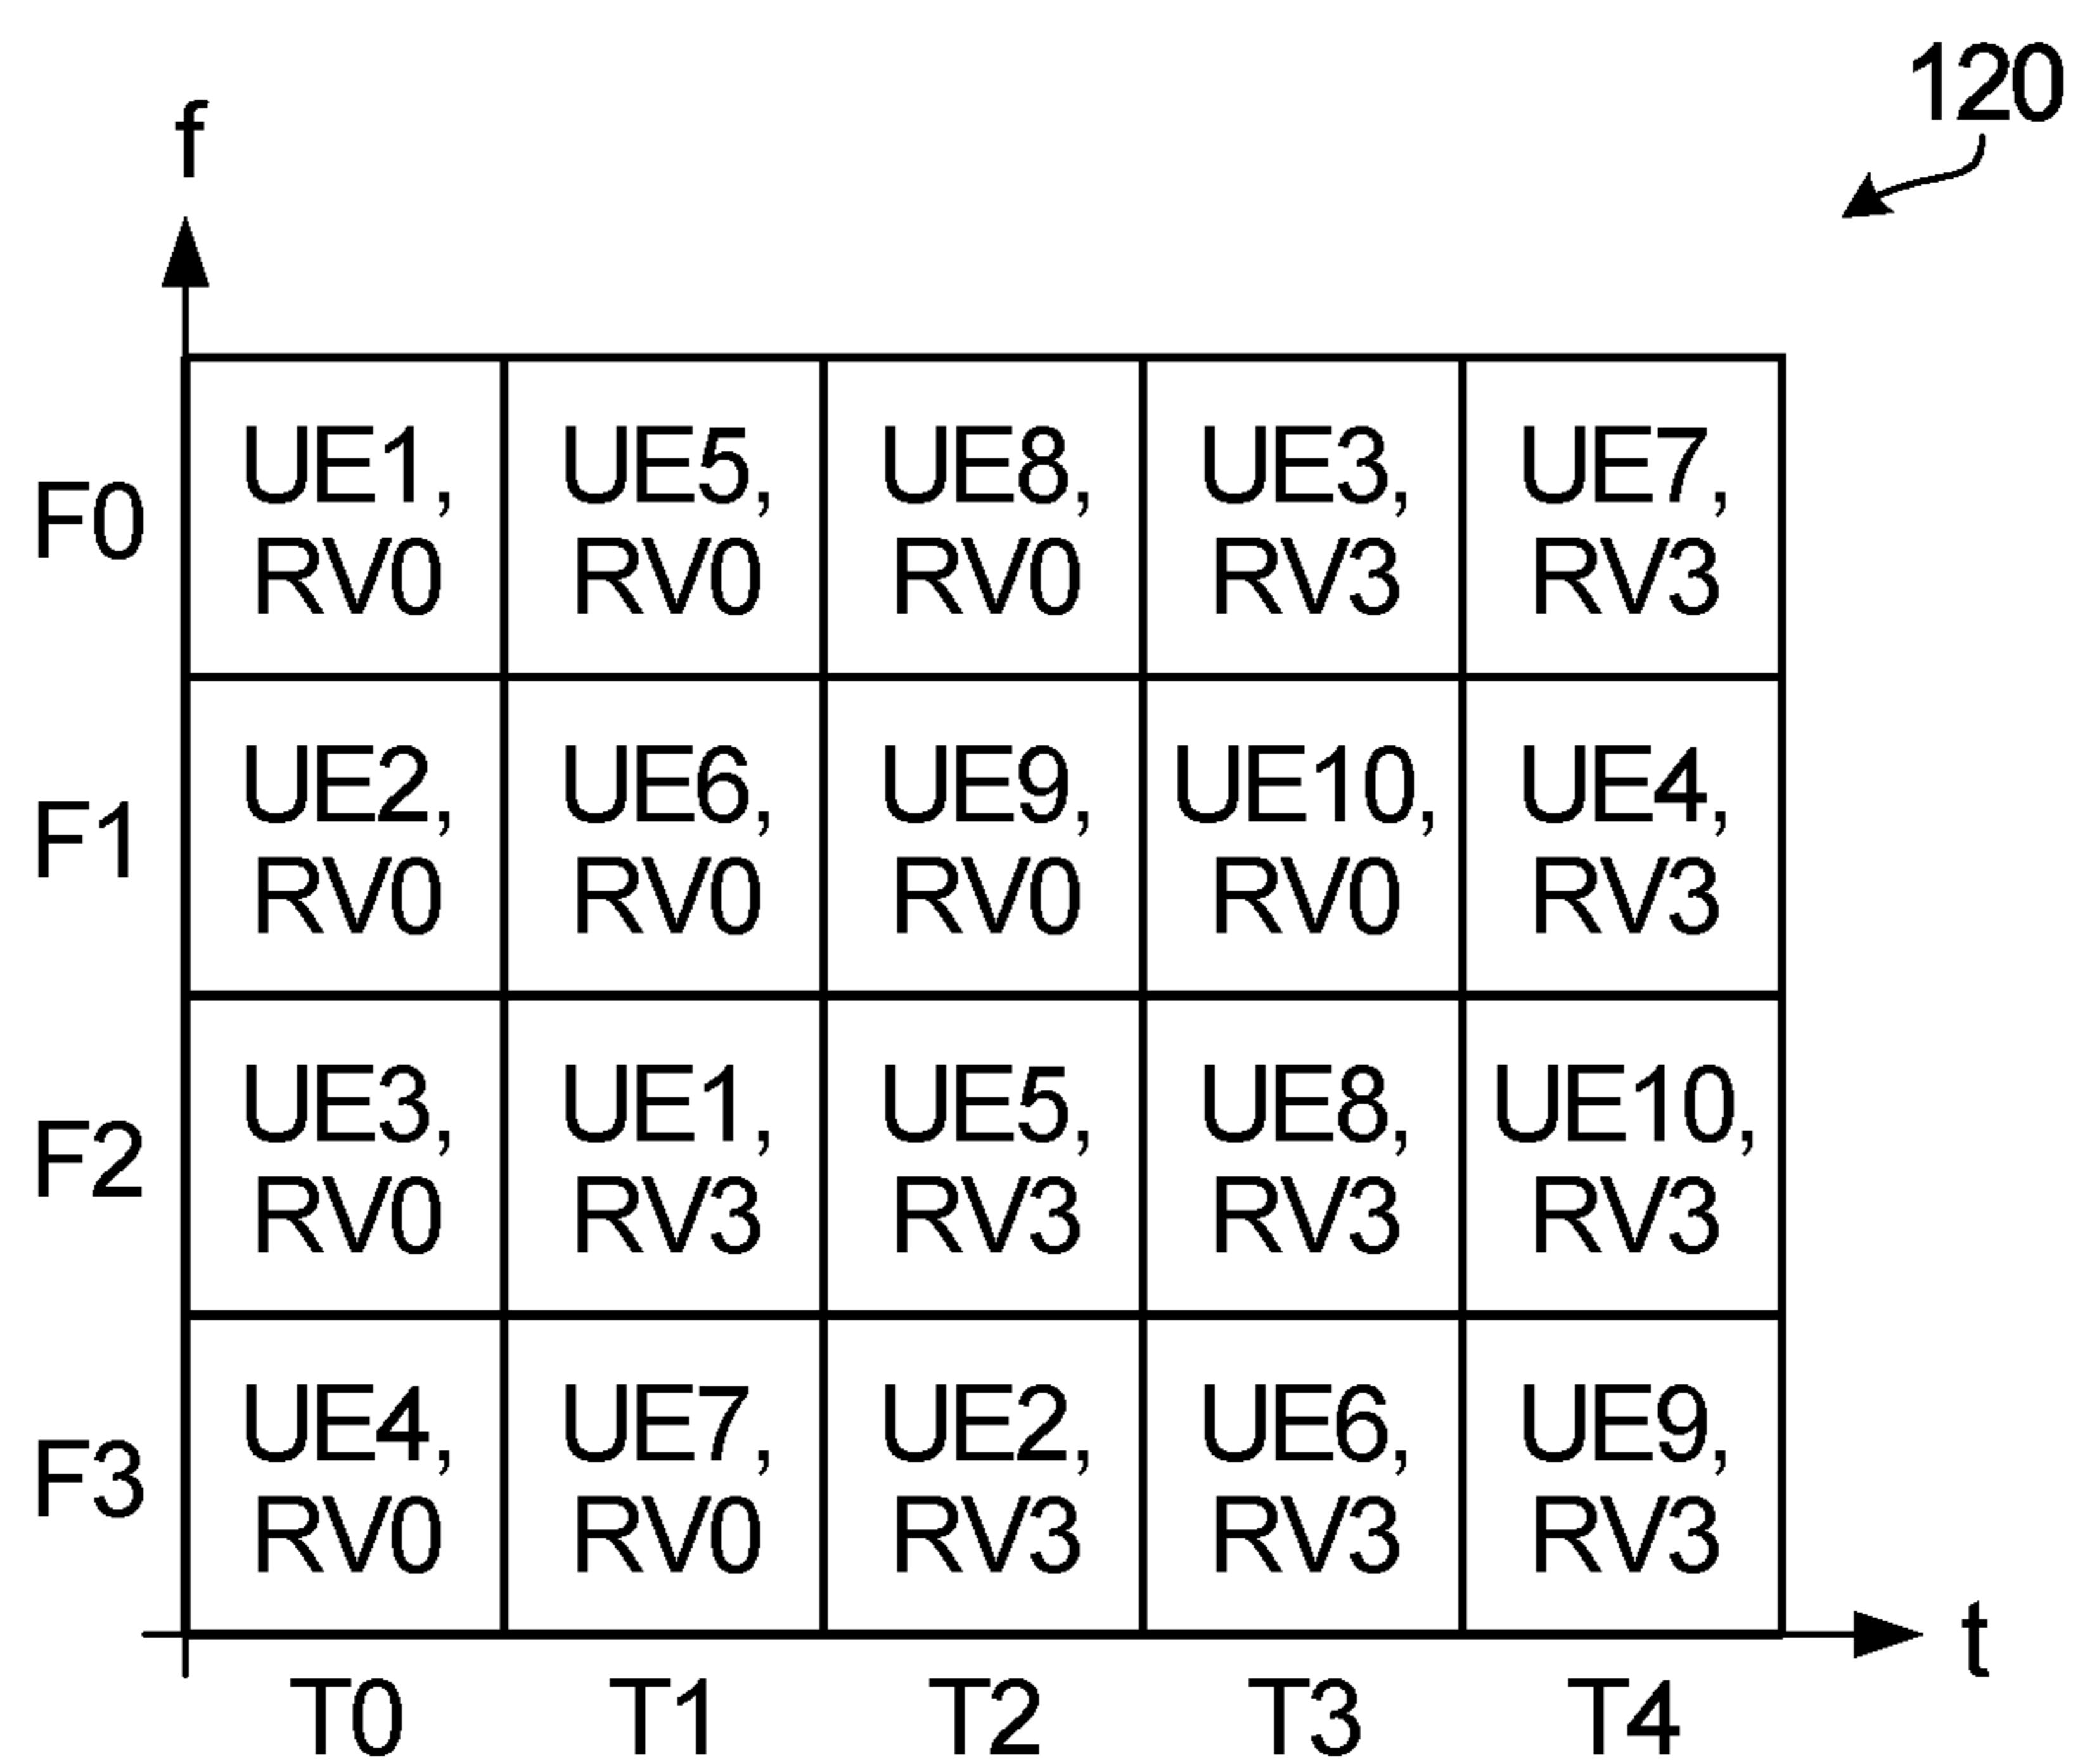 120
f
F0
UE1,
RV0
UE5,
RV0
UE8,
RV0
UE3,
RV3
UE7,
RV3
F1
UE2,
RV0
UE6,
RV0
UE9,
RV0
UE10,
RV0
UE4,
RV3
F2
UE3,
RV0
UE1,
RV3
UE5,
RV3
UE8,
RV3
UE10,
RV3
F3
UE4,
RV0
UE7,
RV0
UE2,
RV3
UE6,
RV3
UE9,
RV3
t
T0
T1
T2
T3
T4